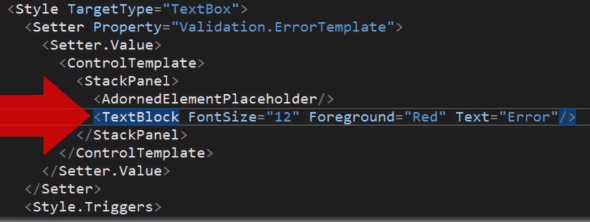 <Style TargetType="TextBox">
<Setter Property="Validation.ErrorTemplate">
<Setter.Value>
<ControlTemplate>
<StackPanel>
<AdornedElementPlaceholder/>
<TextBlock FontSize="12" Foreground="Red" Text="Error"/>
</StackPanel>
</ControlTemplate>
</Setter.Value>
</Setter>
<Style.Triggers>